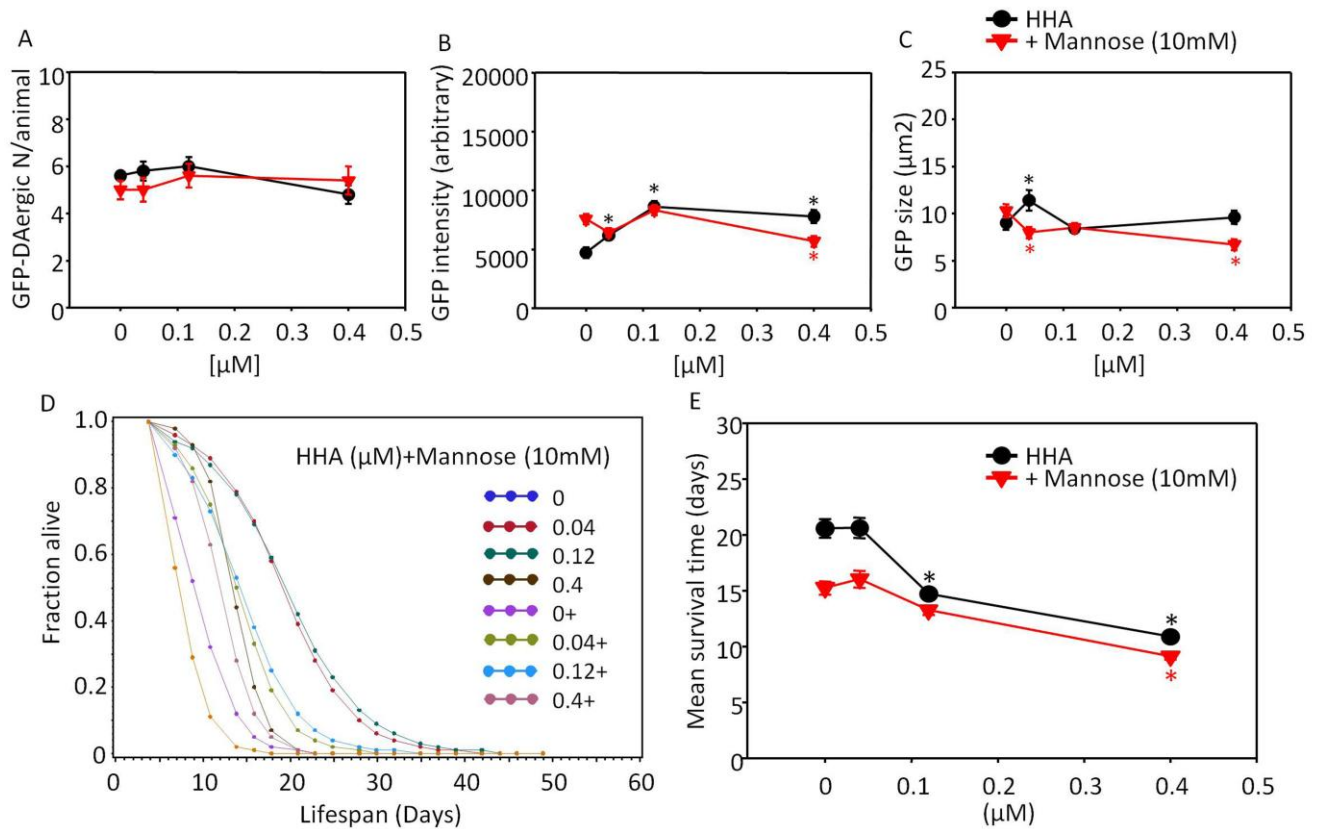 A
GFP-DAergic N/animal
10
8
6
4
2
0
0 0.1 0.2 0.3 0.4 0.5
[µM]
B
GFP intensity (arbitrary)
20000
15000
10000
5000
0
* * * *
0 0.1 0.2 0.3 0.4 0.5
[µM]
HHA
+ Mannose (10mM)
C
GFP size (µm2)
25
20
15
10
5
0
* * *
0 0.1 0.2 0.3 0.4 0.5
[µM]
D
Fraction alive
1.0
0.8
0.6
0.4
0.2
0
HHA (µM)+Mannose (10mM)
0
0.04
0.12
0.4
0+
0.04+
0.12+
0.4+
0 10 20 30 40 50 60
Lifespan (Days)
E
Mean survival time (days)
30
25
20
15
10
5
0
HHA
+ Mannose (10mM)
* * *
0 0.1 0.2 0.3 0.4 0.5
(µM)